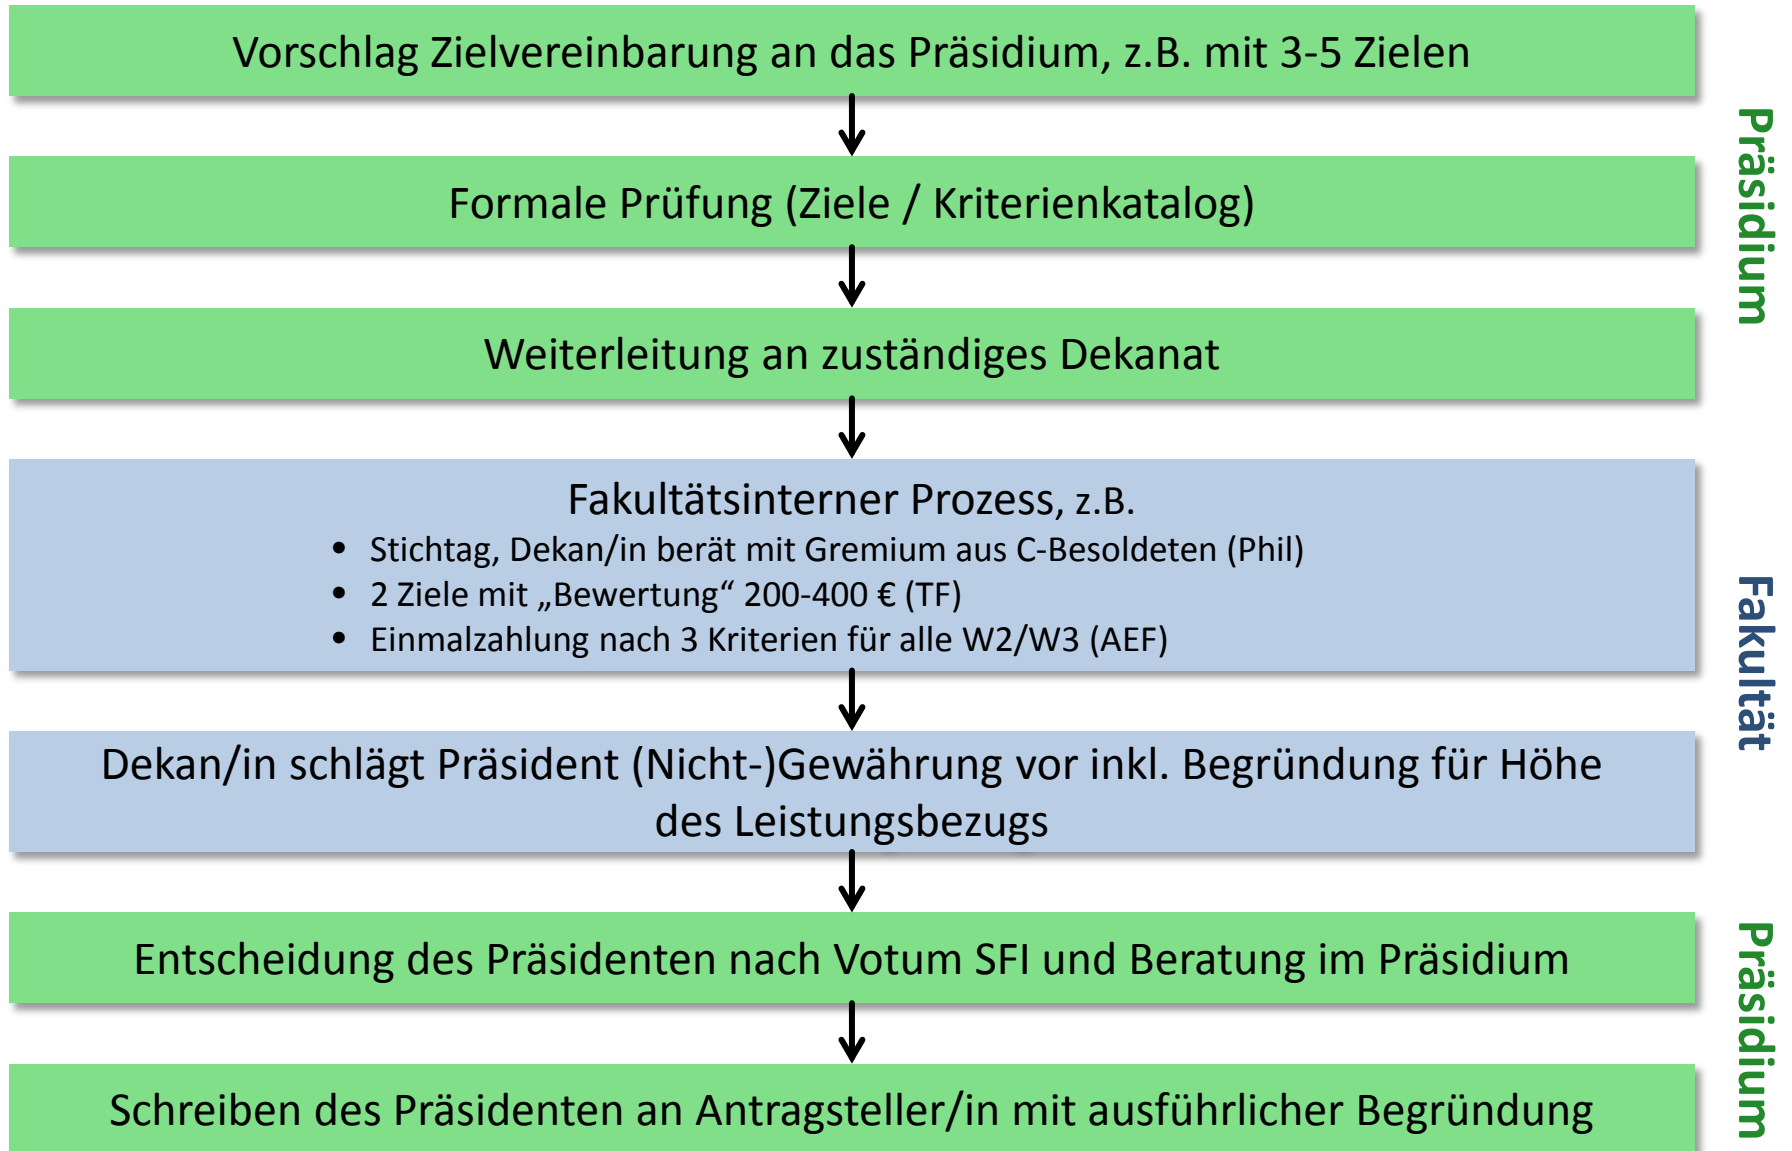 Vorschlag Zielvereinbarung an das Präsidium, z.B. mit 3-5 Zielen
Formale Prüfung (Ziele / Kriterienkatalog)
Weiterleitung an zuständiges Dekanat
Präsidium
Fakultätsinterner Prozess, z.B.
• Stichtag, Dekan/in berät mit Gremium aus C-Besoldeten (Phil)
• 2 Ziele mit „Bewertung“ 200-400 € (TF)
• Einmalzahlung nach 3 Kriterien für alle W2/W3 (AEF)
Dekan/in schlägt Präsident (Nicht-)Gewährung vor inkl. Begründung für Höhe
des Leistungsbezugs
Fakultät
Entscheidung des Präsidenten nach Votum SFI und Beratung im Präsidium
Schreiben des Präsidenten an Antragsteller/in mit ausführlicher Begründung
Präsidium